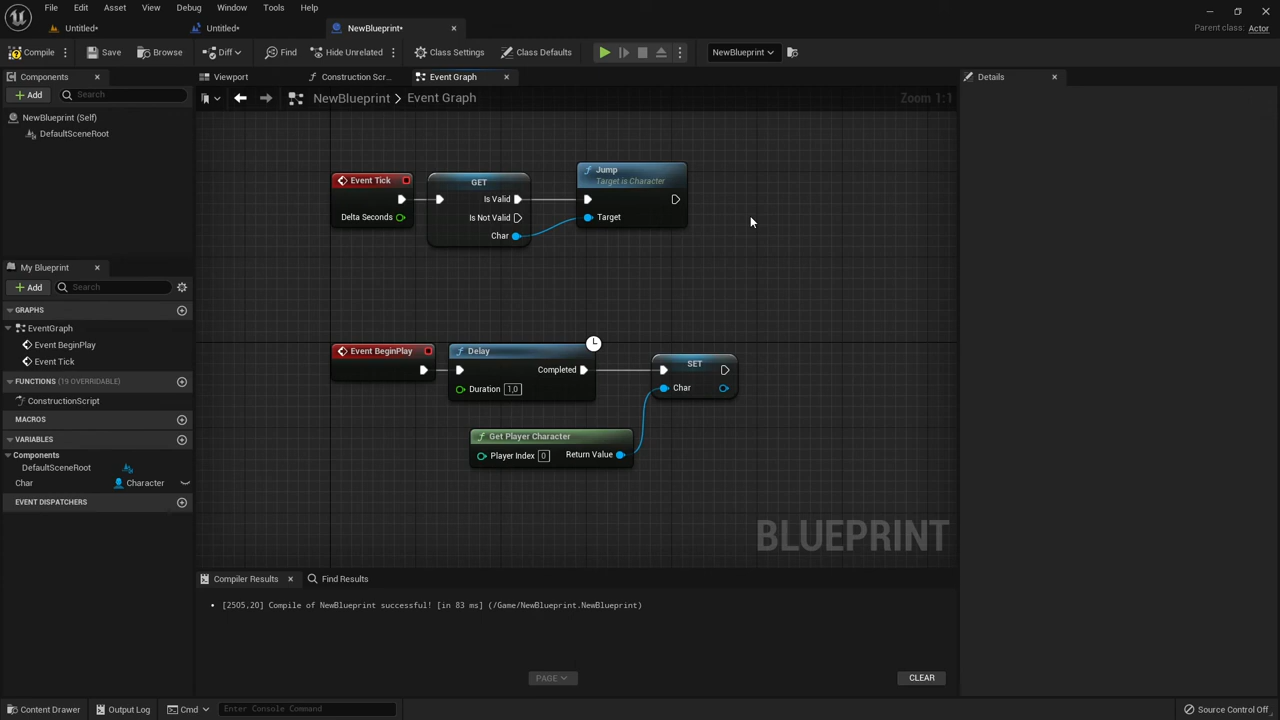 File Edit Asset View Debug Window Tools Help
Untitled* Untitled* NewBlueprint*
Parent class: Actor
Compile Save Browse Diff Find Hide Unrelated Class Settings Class Defaults NewBlueprint
Components Viewport Construction Scr... Event Graph Details
Add Search
NewBlueprint > Event Graph Zoom 1:1
NewBlueprint (Self)
DefaultSceneRoot
Event Tick
Delta Seconds
GET
Is Valid
Is Not Valid
Char
Jump
Target is Character
Target
My Blueprint
Add Search
GRAPHS
EventGraph
Event BeginPlay
Event Tick
FUNCTIONS (19 OVERRIDABLE)
ConstructionScript
MACROS
VARIABLES
Components
DefaultSceneRoot
Char Character
EVENT DISPATCHERS
Event BeginPlay
Delay
Completed
Duration 1,0
SET
Char
Get Player Character
Player Index 0 Return Value
BLUEPRINT
Compiler Results Find Results
[2505,20] Compile of NewBlueprint successful! [in 83 ms] (/Game/NewBlueprint.NewBlueprint)
PAGE CLEAR
Content Drawer Output Log Cmd Enter Console Command Source Control Off